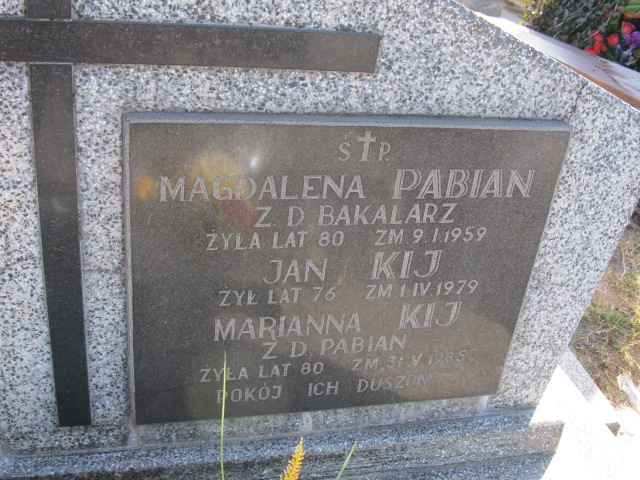 Ś✝P.
MAGDALENA PABIAN
Z. D. BAKALARZ
ŻYŁA LAT 80 ZM. 9.I.1959
JAN KIJ
ŻYŁ LAT 76 ZM. 1.IV.1979
MARIANNA KIJ
Z D. PABIAN
ŻYŁA LAT 80 ZM. 31.V.1985
POKÓJ ICH DUSZOM